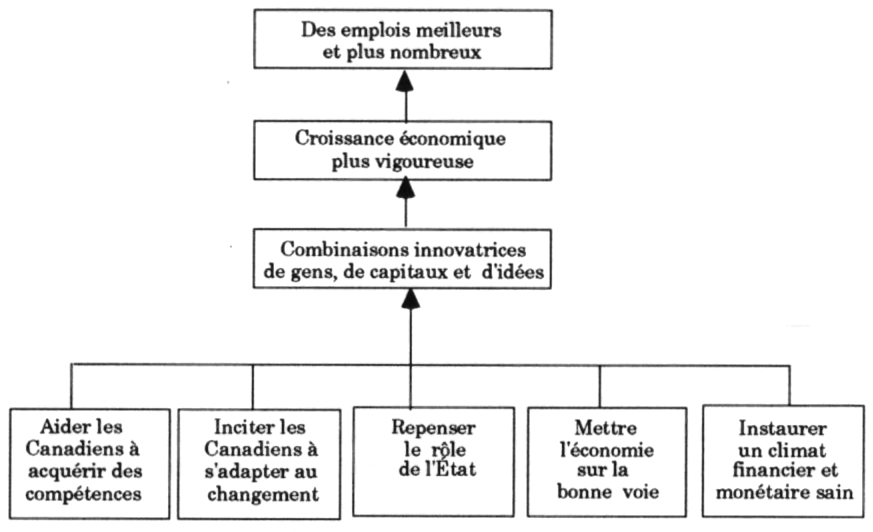 Des emplois meilleurs
et plus nombreux
Croissance économique
plus vigoureuse
Combinaisons innovatrices
de gens, de capitaux et d'idées
Aider les
Canadiens à
acquérir des
compétences
Inciter les
Canadiens à
s'adapter au
changement
Repenser
le rôle
de l'État
Mettre
l'économie
sur la
bonne voie
Instaurer
un climat
financier et
monétaire sain